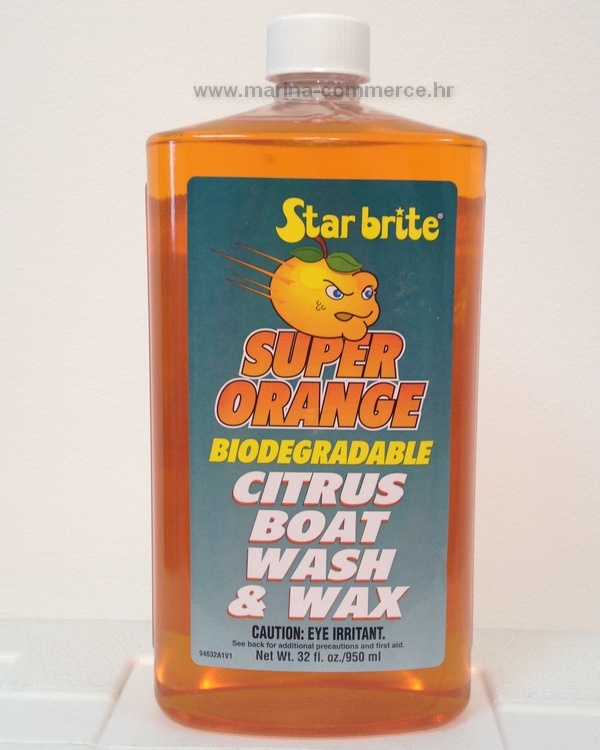 www.marina-commerce.hr
Star brite®
SUPER
ORANGE
BIODEGRADABLE
CITRUS
BOAT
WASH
& WAX
CAUTION: EYE IRRITANT.
See back for additional precautions and first aid.
94632A1V1 Net Wt. 32 fl. oz./950 ml